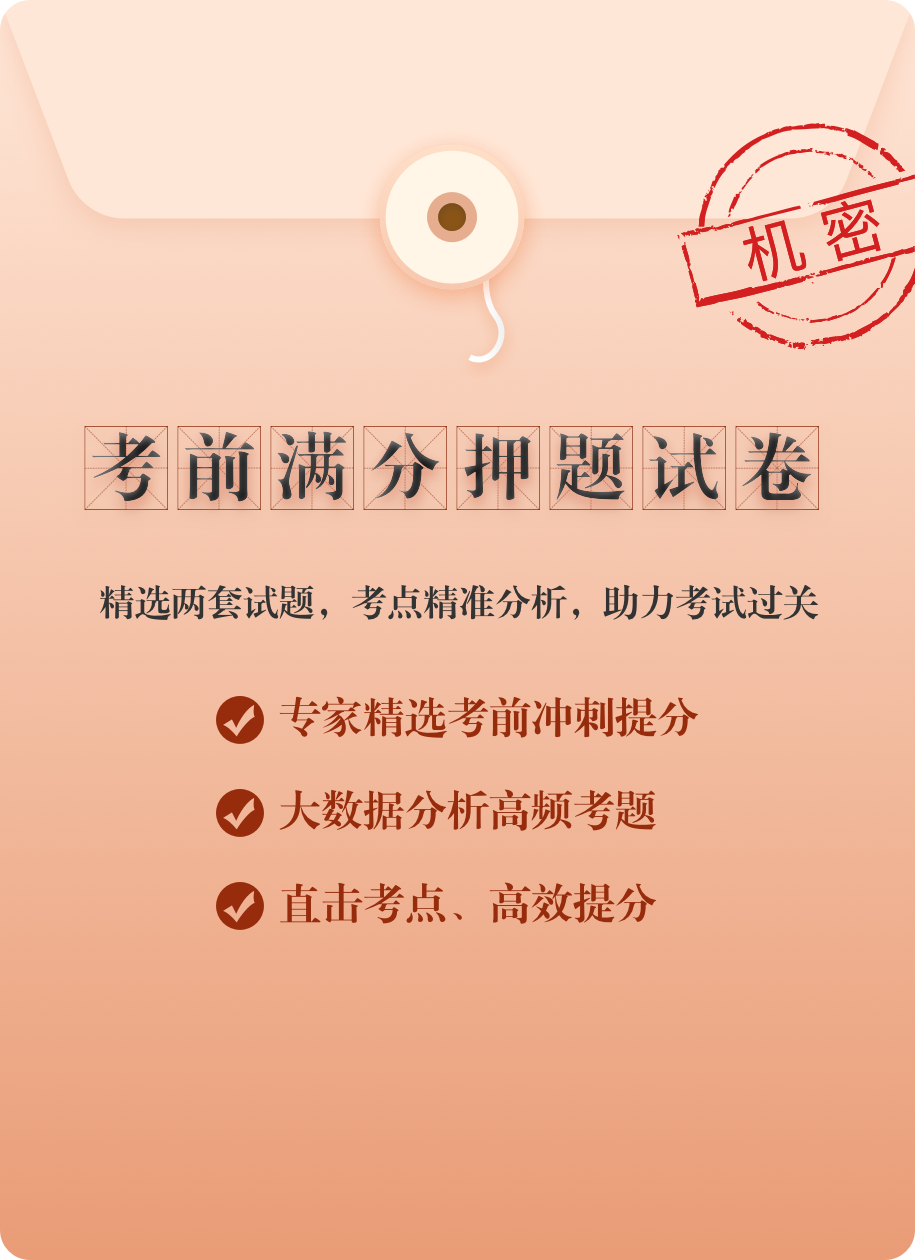 机密
考前满分押题试卷
精选两套试题，考点精准分析，助力考试过关
专家精选考前冲刺提分
大数据分析高频考题
直击考点、高效提分